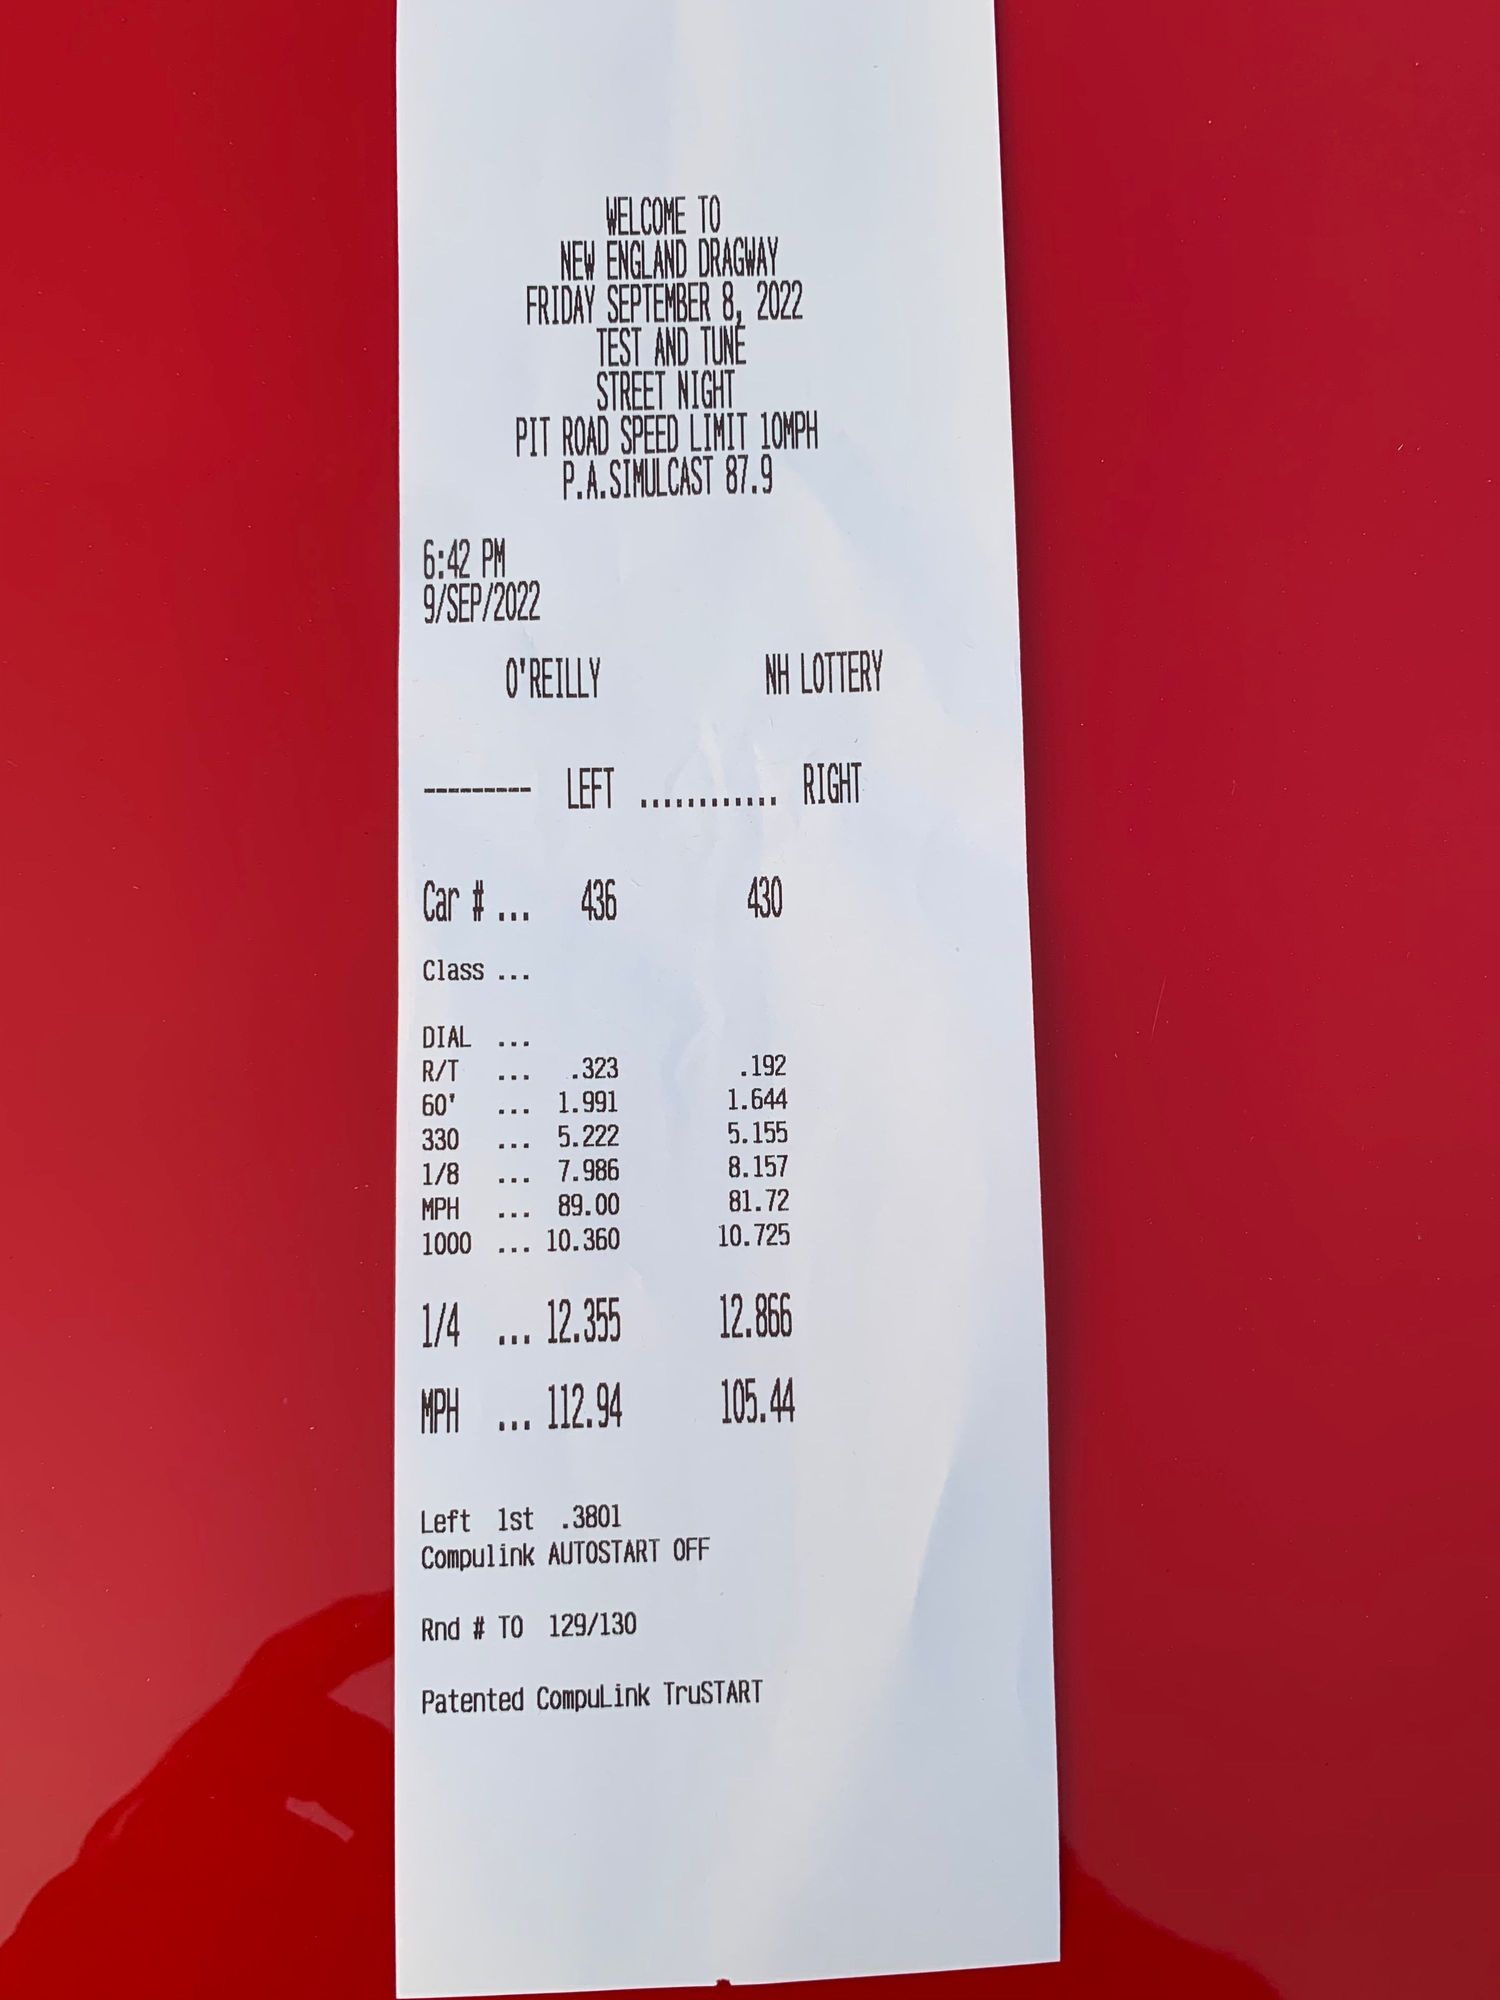 WELCOME TO
NEW ENGLAND DRAGWAY
FRIDAY SEPTEMBER 8, 2022
TEST AND TUNE
STREET NIGHT
PIT ROAD SPEED LIMIT 10MPH
P.A.SIMULCAST 87.9
6:42 PM
9/SEP/2022
O'REILLY NH LOTTERY
--------- LEFT ............ RIGHT
Car # ... 436 430
Class ...
DIAL ...
R/T ... .323 .192
60' ... 1.991 1.644
330 ... 5.222 5.155
1/8 ... 7.986 8.157
MPH ... 89.00 81.72
1000 ... 10.360 10.725
1/4 ... 12.355 12.866
MPH ... 112.94 105.44
Left 1st .3801
Compulink AUTOSTART OFF
Rnd # TO 129/130
Patented CompuLink TruSTART